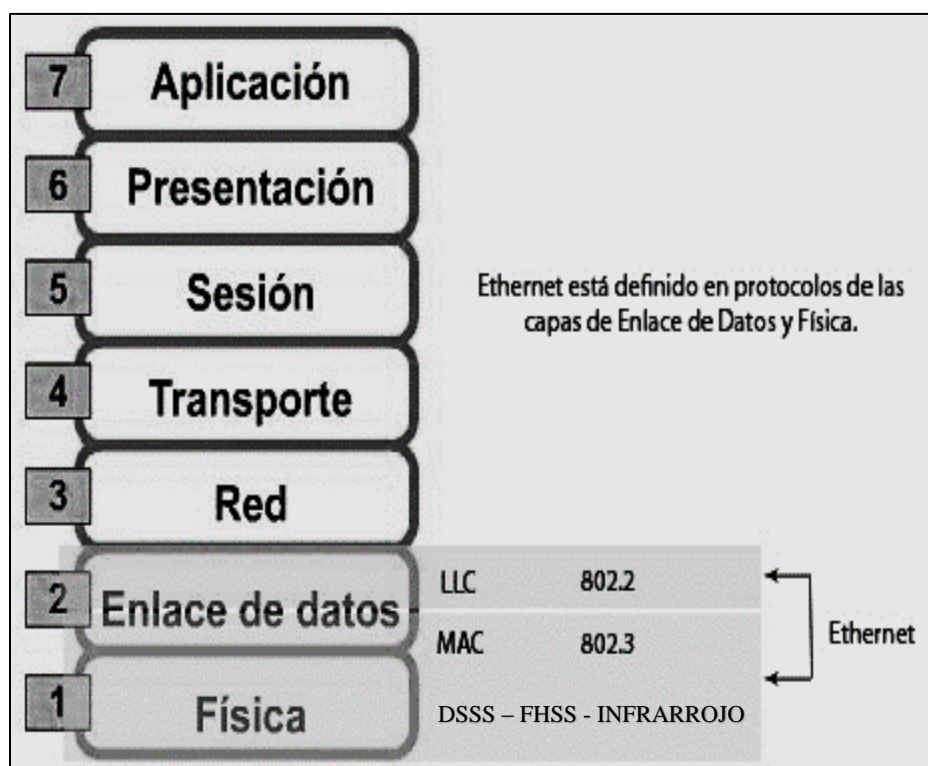 7 Aplicación
6 Presentación
5 Sesión
Ethernet está definido en protocolos de las
capas de Enlace de Datos y Física.
4 Transporte
3 Red
2 Enlace de datos
LLC 802.2
MAC 802.3
Ethernet
1 Física
DSSS – FHSS - INFRARROJO